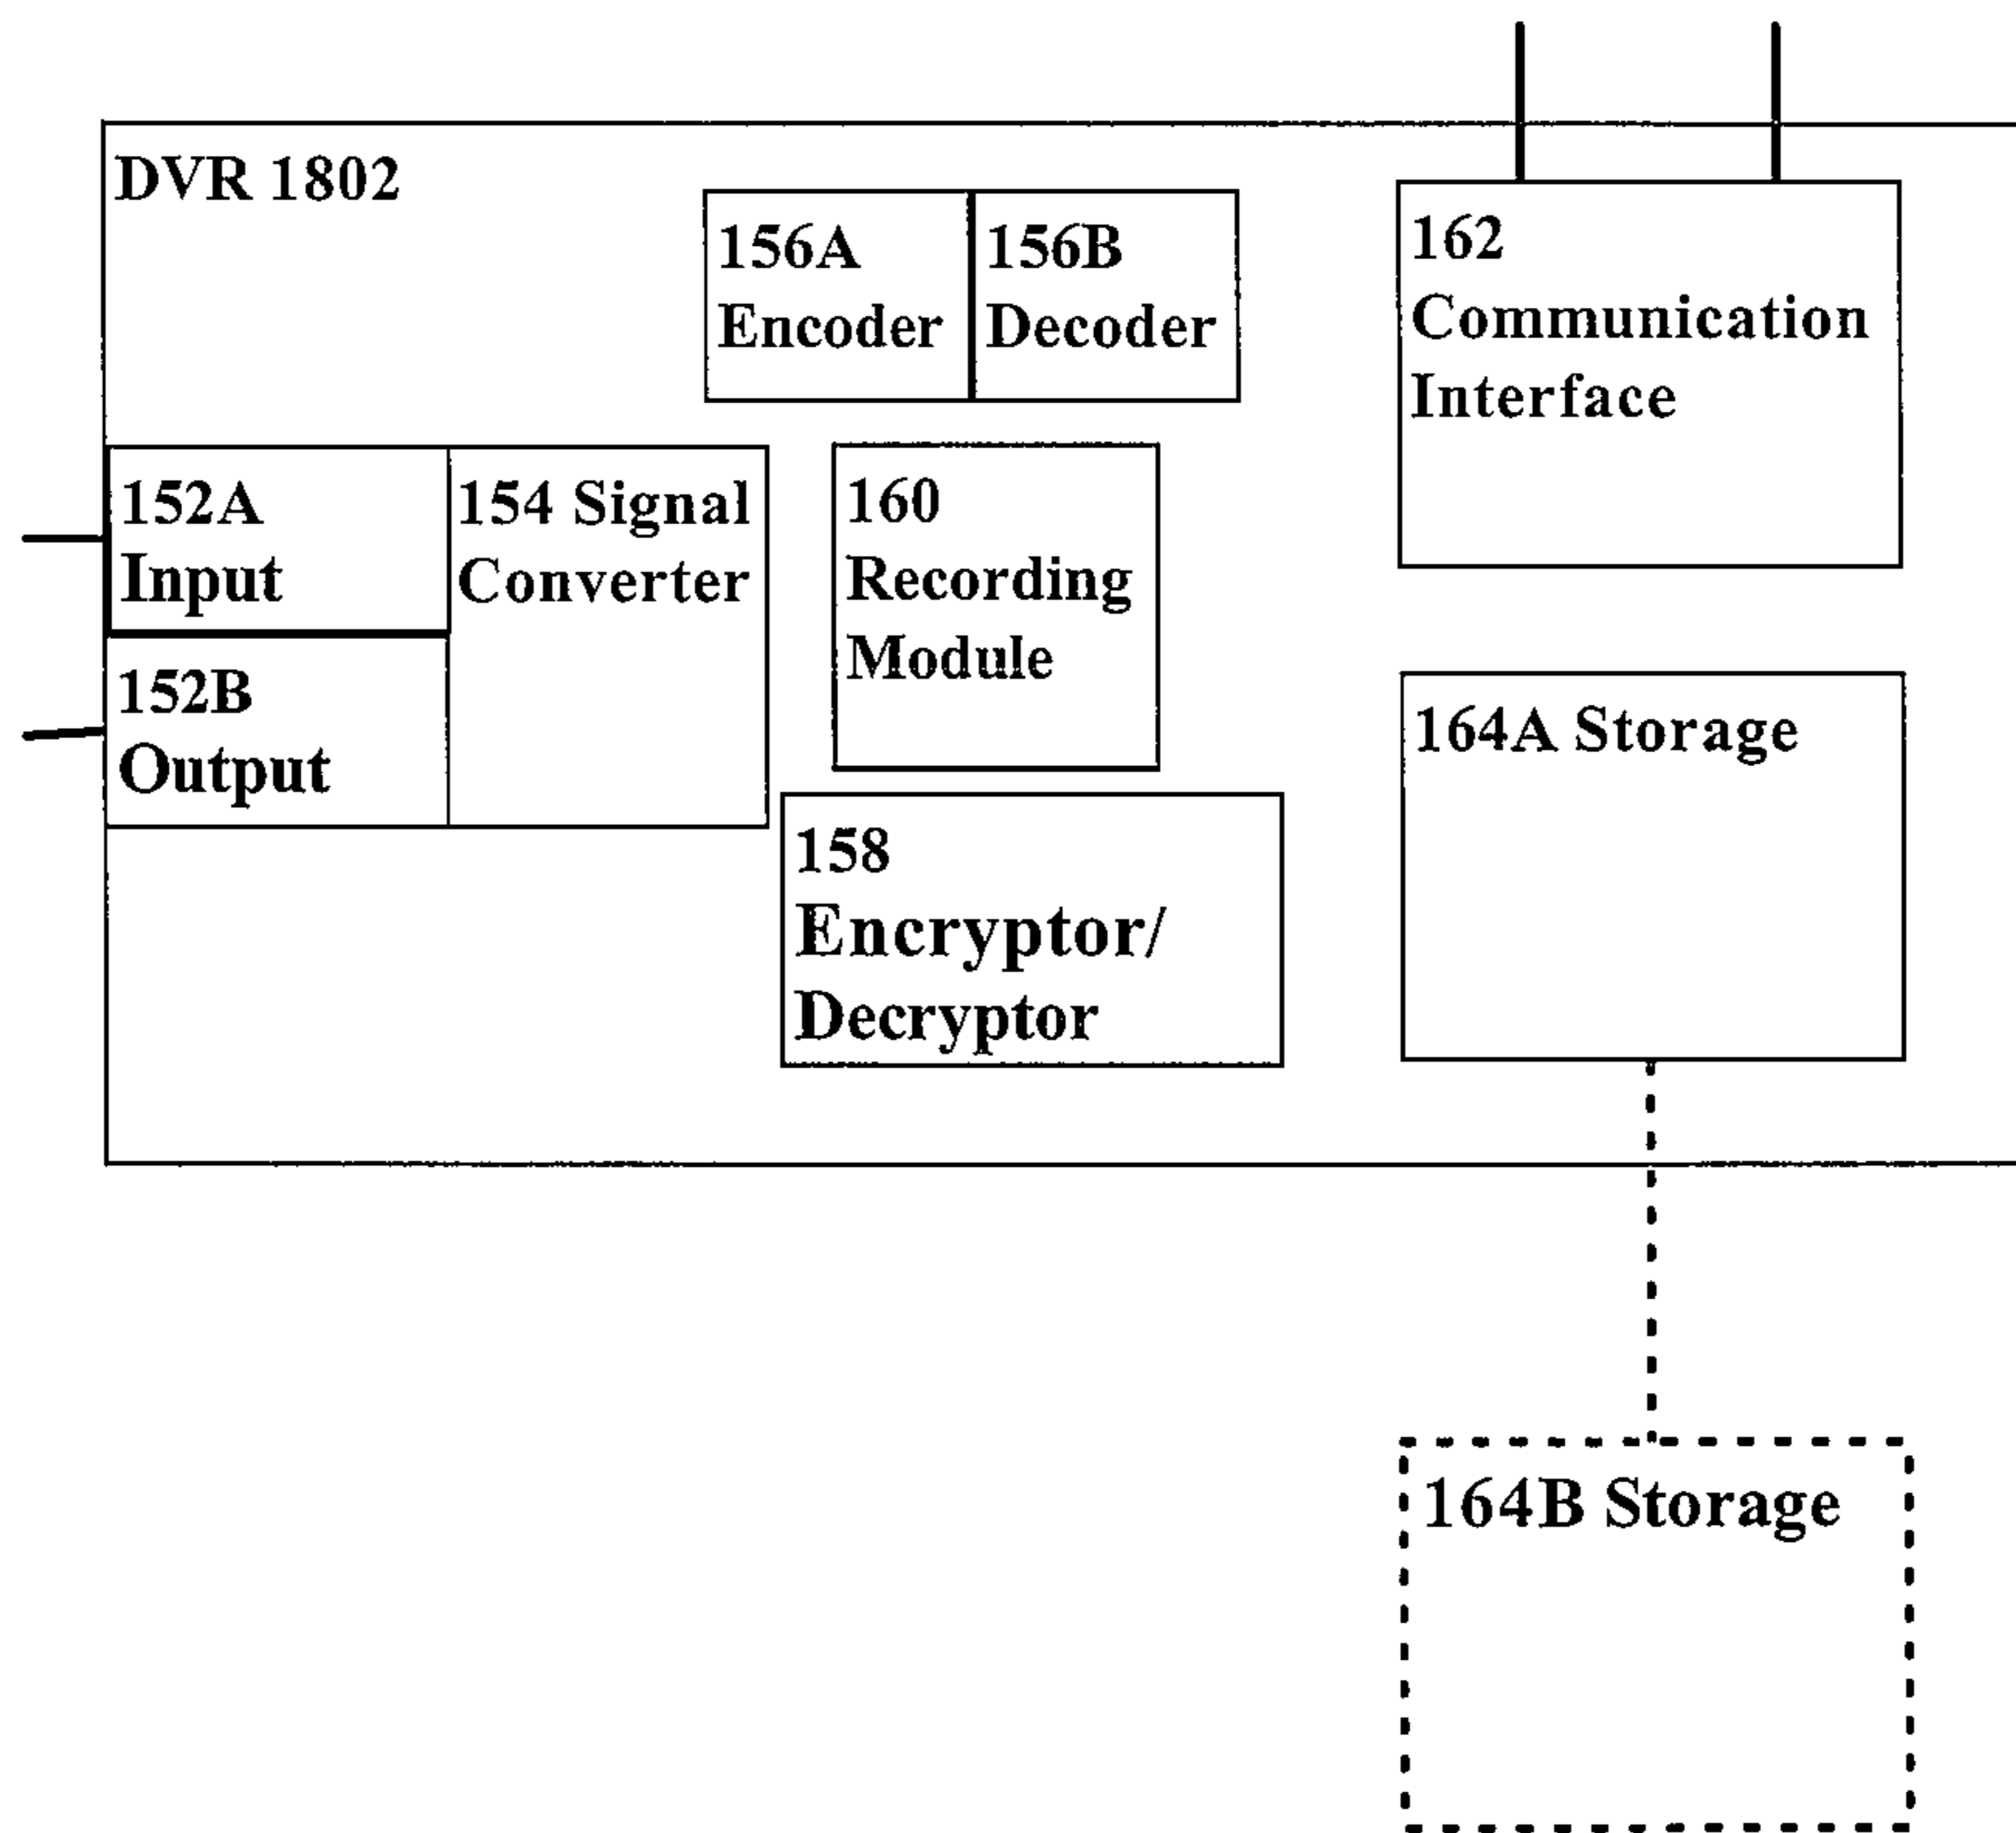 DVR 1802
156A
Encoder
156B
Decoder
162
Communication
Interface
152A
Input
154 Signal
Converter
160
Recording
Module
152B
Output
164A Storage
158
Encryptor/
Decryptor
164B Storage